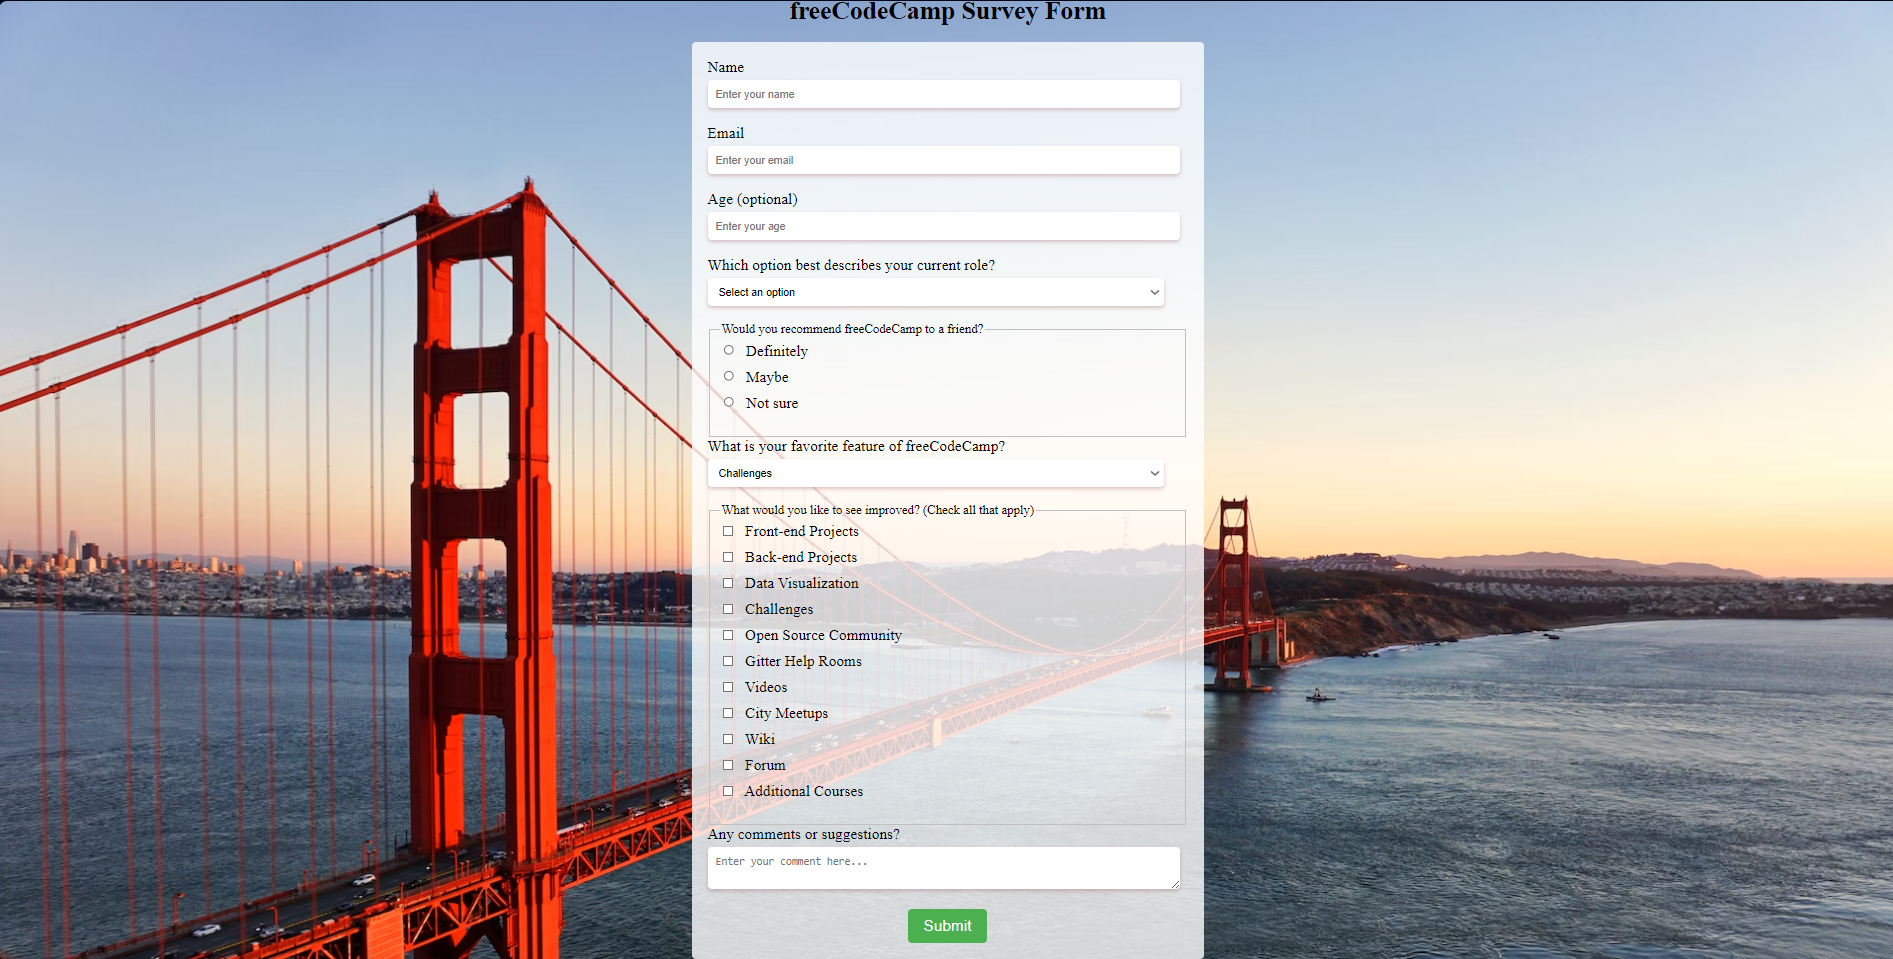 freeCodeCamp Survey Form
Name
Enter your name
Email
Enter your email
Age (optional)
Enter your age
Which option best describes your current role?
Select an option
Would you recommend freeCodeCamp to a friend?
Definitely
Maybe
Not sure
What is your favorite feature of freeCodeCamp?
Challenges
What would you like to see improved? (Check all that apply)
Front-end Projects
Back-end Projects
Data Visualization
Challenges
Open Source Community
Gitter Help Rooms
Videos
City Meetups
Wiki
Forum
Additional Courses
Any comments or suggestions?
Enter your comment here...
Submit